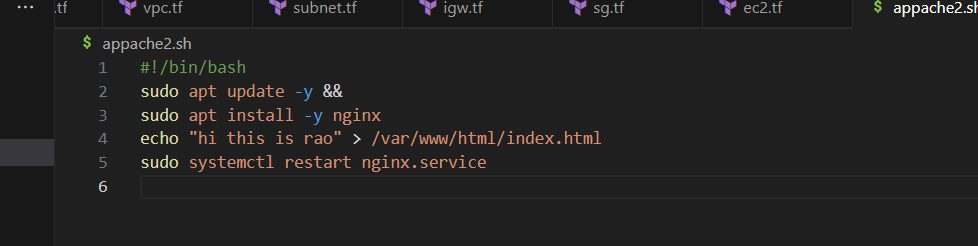 ... .tf vpc.tf subnet.tf igw.tf sg.tf ec2.tf $ appache2.sh
$ appache2.sh
1 #!/bin/bash
2 sudo apt update -y &&
3 sudo apt install -y nginx
4 echo "hi this is rao" > /var/www/html/index.html
5 sudo systemctl restart nginx.service
6